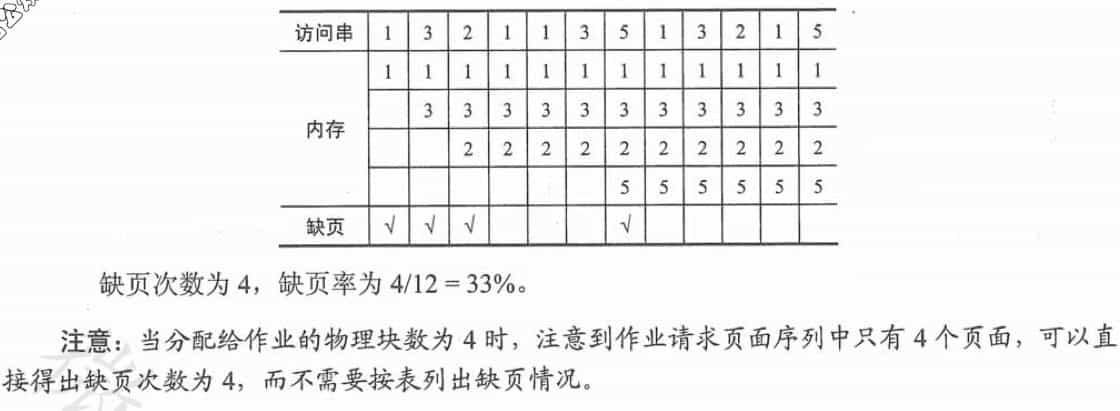 访问串 1 3 2 1 1 3 5 1 3 2 1 5
1 1 1 1 1 1 1 1 1 1 1 1
3 3 3 3 3 3 3 3 3 3 3
内存
2 2 2 2 2 2 2 2 2 2
5 5 5 5 5 5
缺页 √ √ √ √
缺页次数为 4，缺页率为 4/12 = 33%。
注意：当分配给作业的物理块数为 4 时，注意到作业请求页面序列中只有 4 个页面，可以直
接得出缺页次数为 4，而不需要按表列出缺页情况。